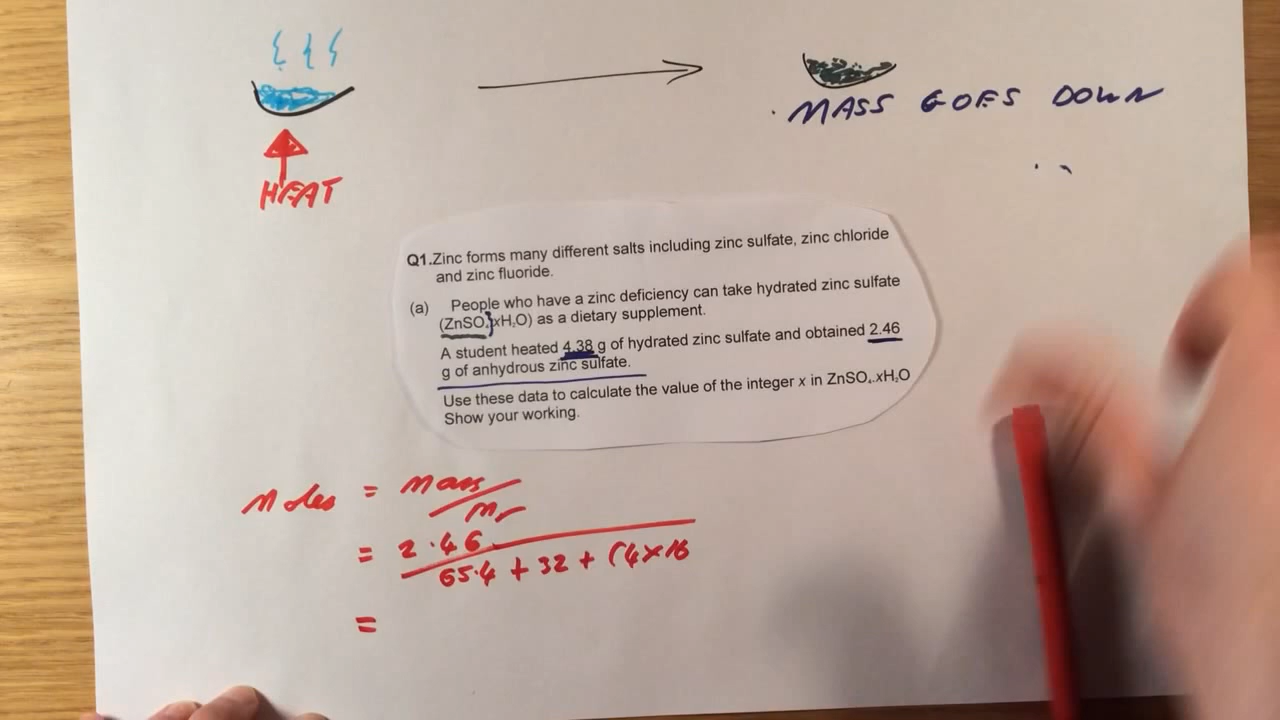 MASS GOES DOWN
HEAT
Q1.Zinc forms many different salts including zinc sulfate, zinc chloride
and zinc fluoride.
(a) People who have a zinc deficiency can take hydrated zinc sulfate
(ZnSO₄.xH₂O) as a dietary supplement.
A student heated 4.38 g of hydrated zinc sulfate and obtained 2.46
g of anhydrous zinc sulfate.
Use these data to calculate the value of the integer x in ZnSO₄.xH₂O
Show your working.
Moles = Mass
Mr
= 2.46
65.4 + 32 + (4×16
=